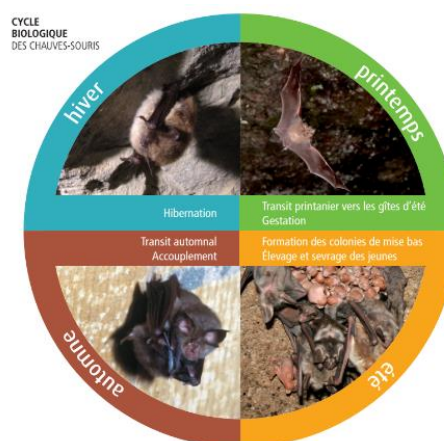 CYCLE
BIOLOGIQUE
DES CHAUVES-SOURIS
hiver
printemps
Hibernation
Transit printanier vers les gîtes d'été
Gestation
Transit automnal
Accouplement
Formation des colonies de mise bas
Élevage et sevrage des jeunes
automne
été